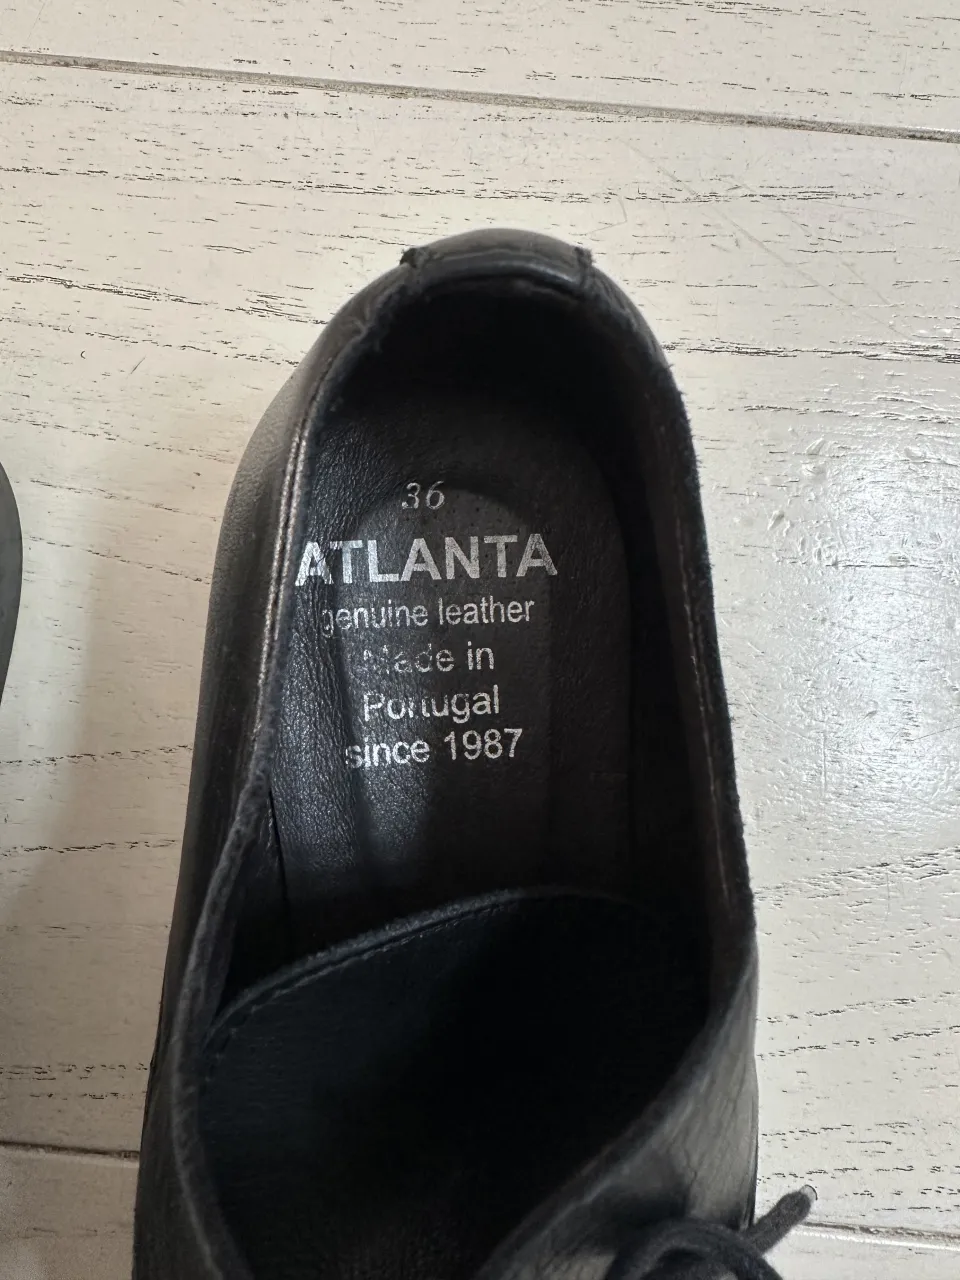 36
ATLANTA
genuine leather
Made in
Portugal
since 1987